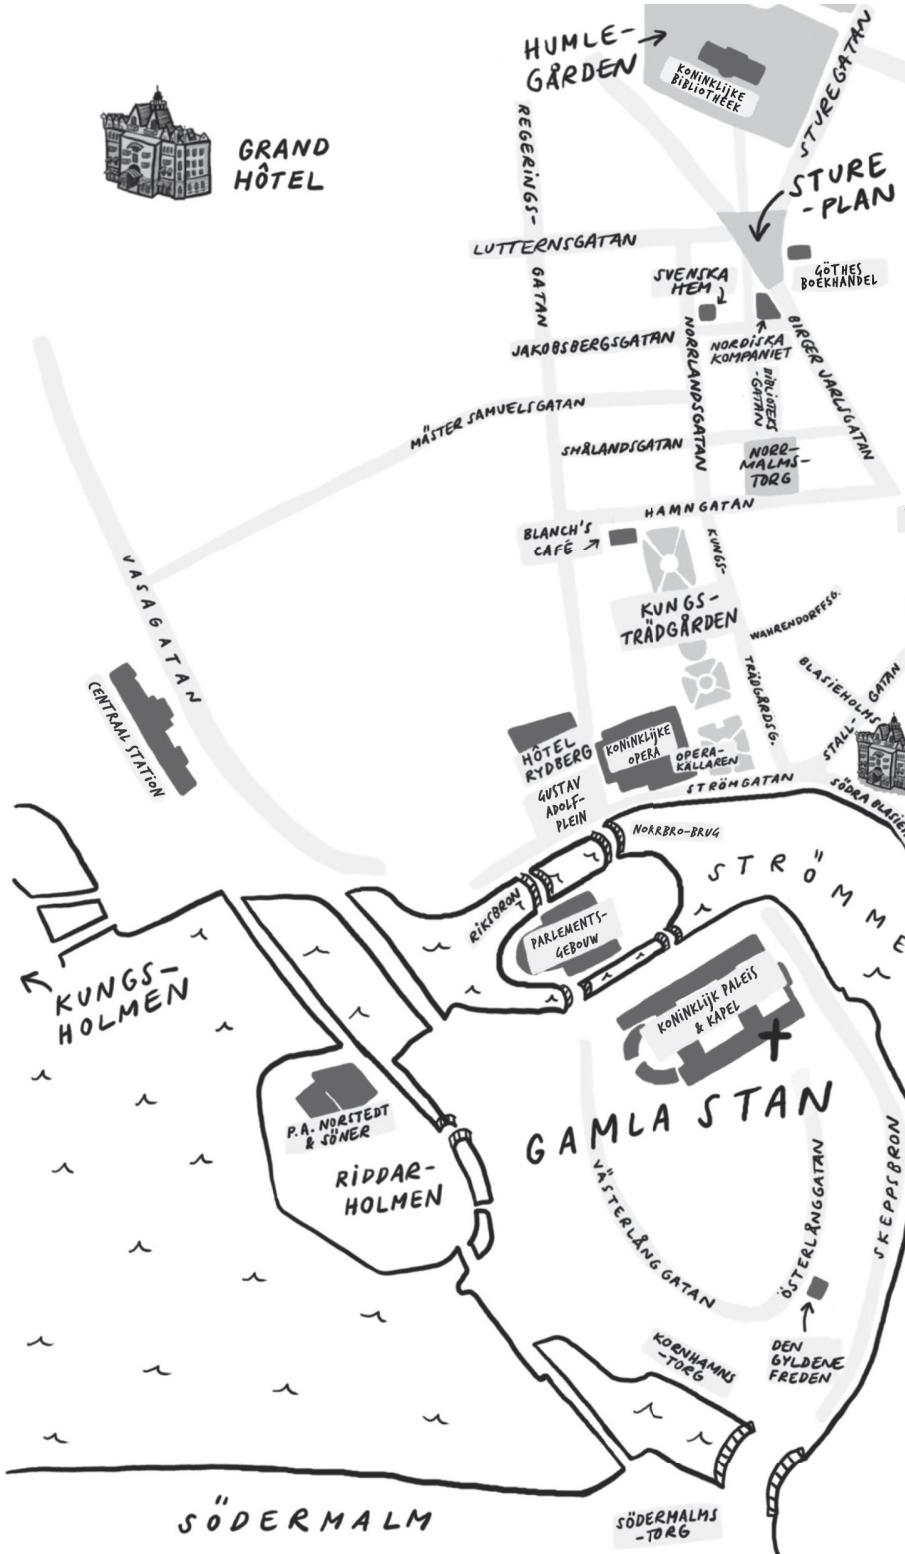 HUMLE-
GÅRDEN
KONINKLIJKE
BIBLIOTHEEK
STUREGATAN
GRAND
HÔTEL
STURE
-PLAN
REGERINGS-
GATAN
LUTTERNSGATAN
GÖTHES
BOEKHANDEL
SVENSKA
HEM
NORRLANDSGATAN
JAKOBSBERGSGATAN
NORDISKA
KOMPANIET
BIRGER JARLSGATAN
BIBLIOTEKS
-GATAN
MÄSTER SAMUELSGATAN
SMÅLANDSGATAN
NORR-
MALMS-
TORG
HAMNGATAN
BLANCH'S
CAFÉ
KUNGS-
TRÄDGÅRDSG.
KUNGS-
TRÄDGÅRDEN
WAHRENDORFFSG.
VASAGATAN
BLASIEHOLMS
STALL-
GATAN
CENTRAAL STATION
HÔTEL
RYDBERG
KONINKLIJKE
OPERA
OPERA-
KÄLLAREN
GUSTAV
ADOLF-
PLEIN
STRÖMGATAN
SÖDRA BLASIEH
NORRBRO-BRUG
STRÖMME
RIKSBRON
PARLEMENTS-
GEBOUW
KONINKLIJK PALEIS
& KAPEL
KUNGS-
HOLMEN
P.A. NORSTEDT
& SÖNER
GAMLA STAN
RIDDAR-
HOLMEN
VÄSTERLÅNGGATAN
ÖSTERLÅNGGATAN
SKEPPSBRON
KORNHAMNS
-TORG
DEN
GYLDENE
FREDEN
SÖDERMALM
SÖDERMALMS
-TORG